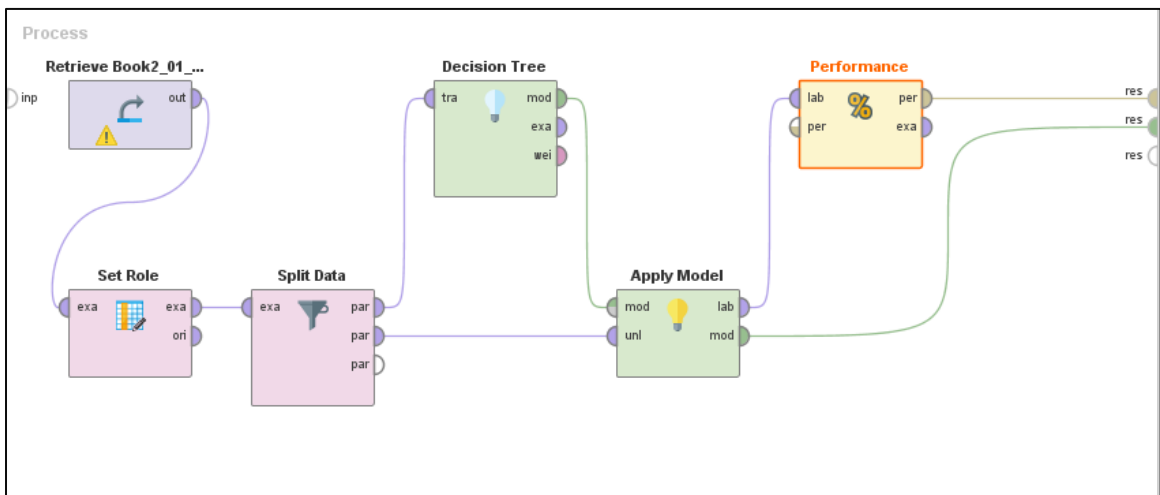 Process
Retrieve Book2_01_...
inp
out
Decision Tree
tra
mod
exa
wei
Performance
lab
per
%
per
exa
res
res
res
Set Role
exa
exa
ori
Split Data
exa
par
par
par
Apply Model
mod
lab
unl
mod